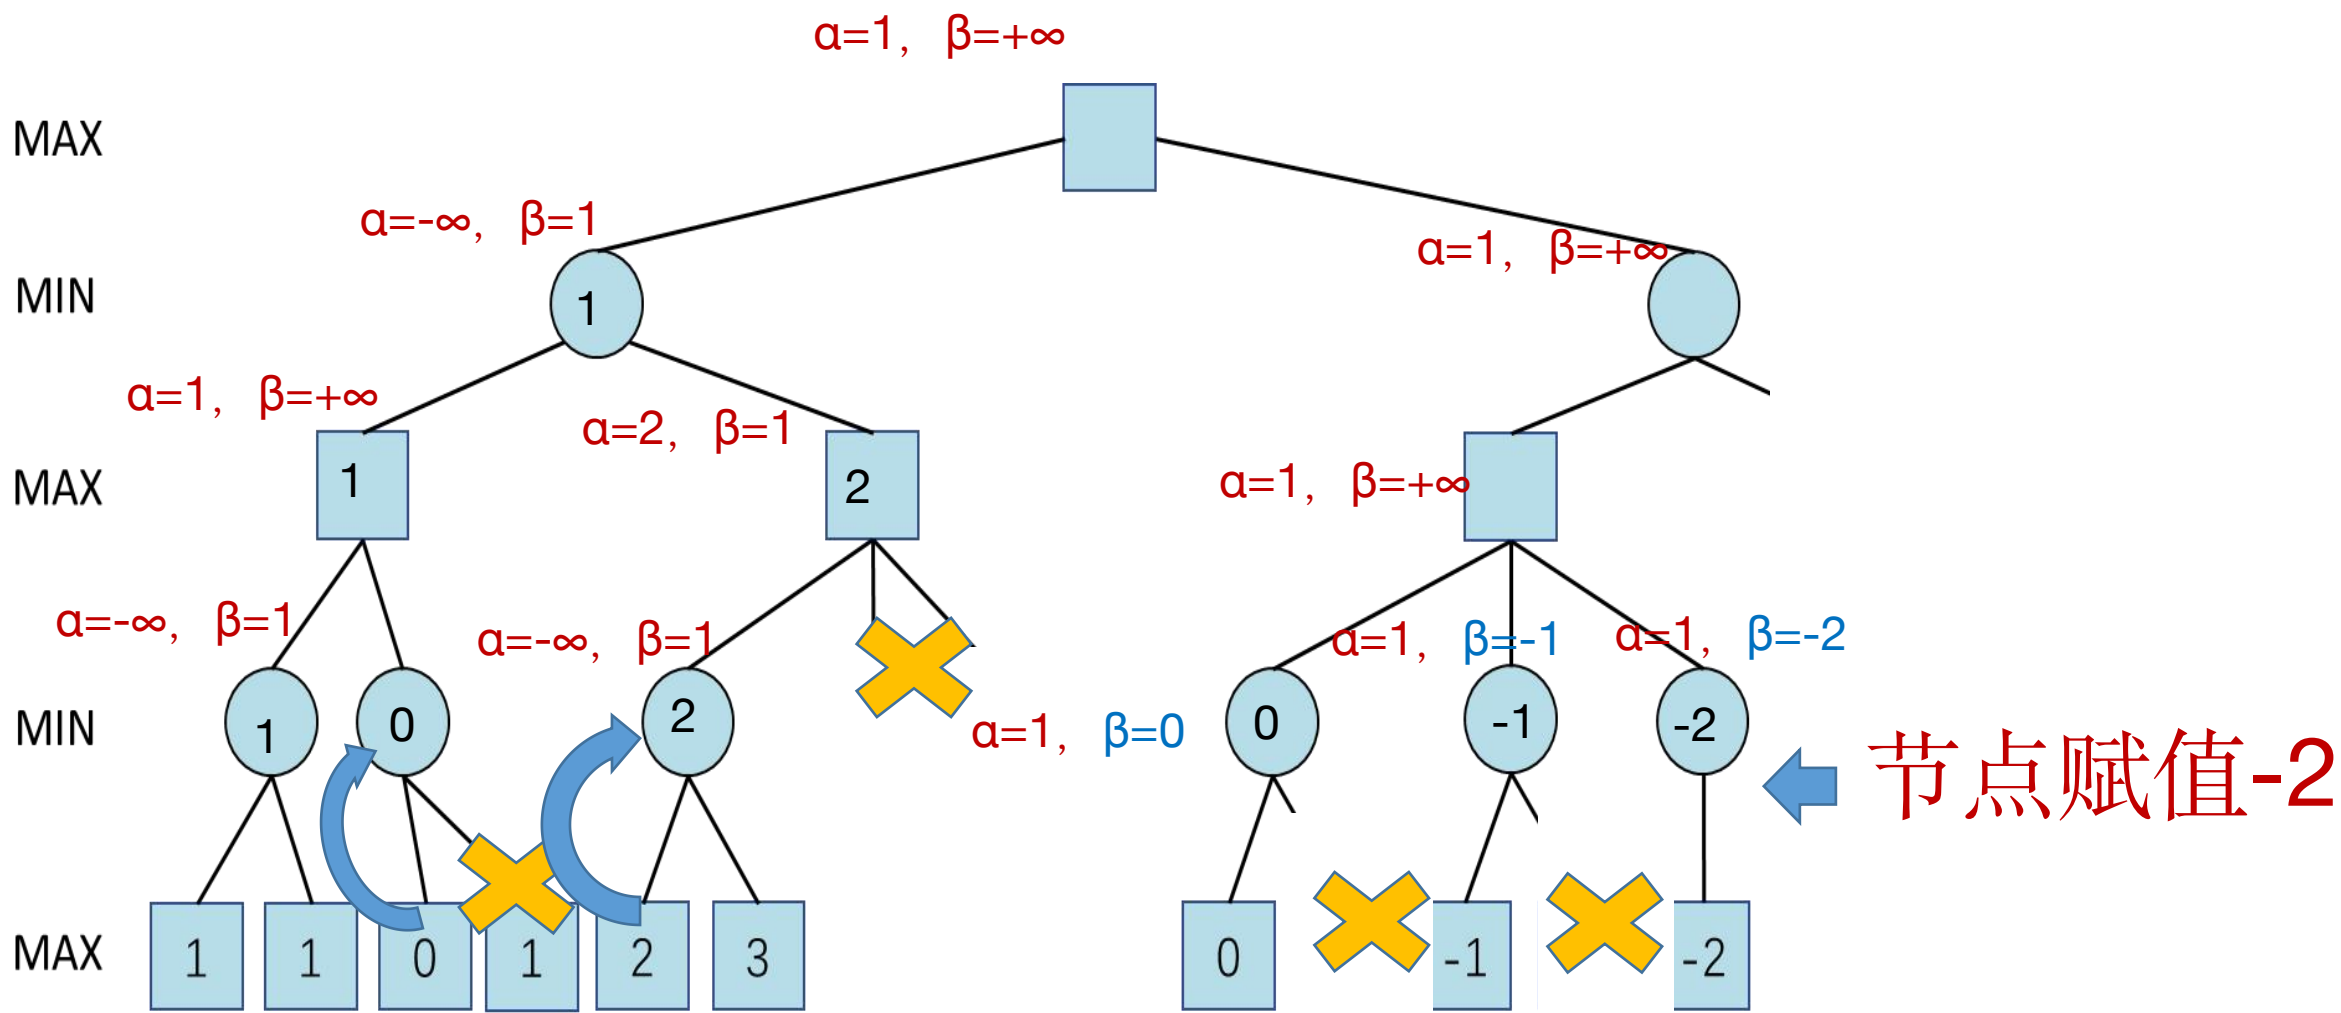 α=1, β=+∞
MAX
α=-∞, β=1
α=1, β=+∞
MIN
1
α=1, β=+∞
α=2, β=1
MAX
1
2
α=1, β=+∞
α=-∞, β=1
α=-∞, β=1
α=1, β=-1
α=1, β=-2
MIN
1
0
2
α=1, β=0
0
-1
-2
节点赋值-2
MAX
1
1
0
1
2
3
0
-1
-2